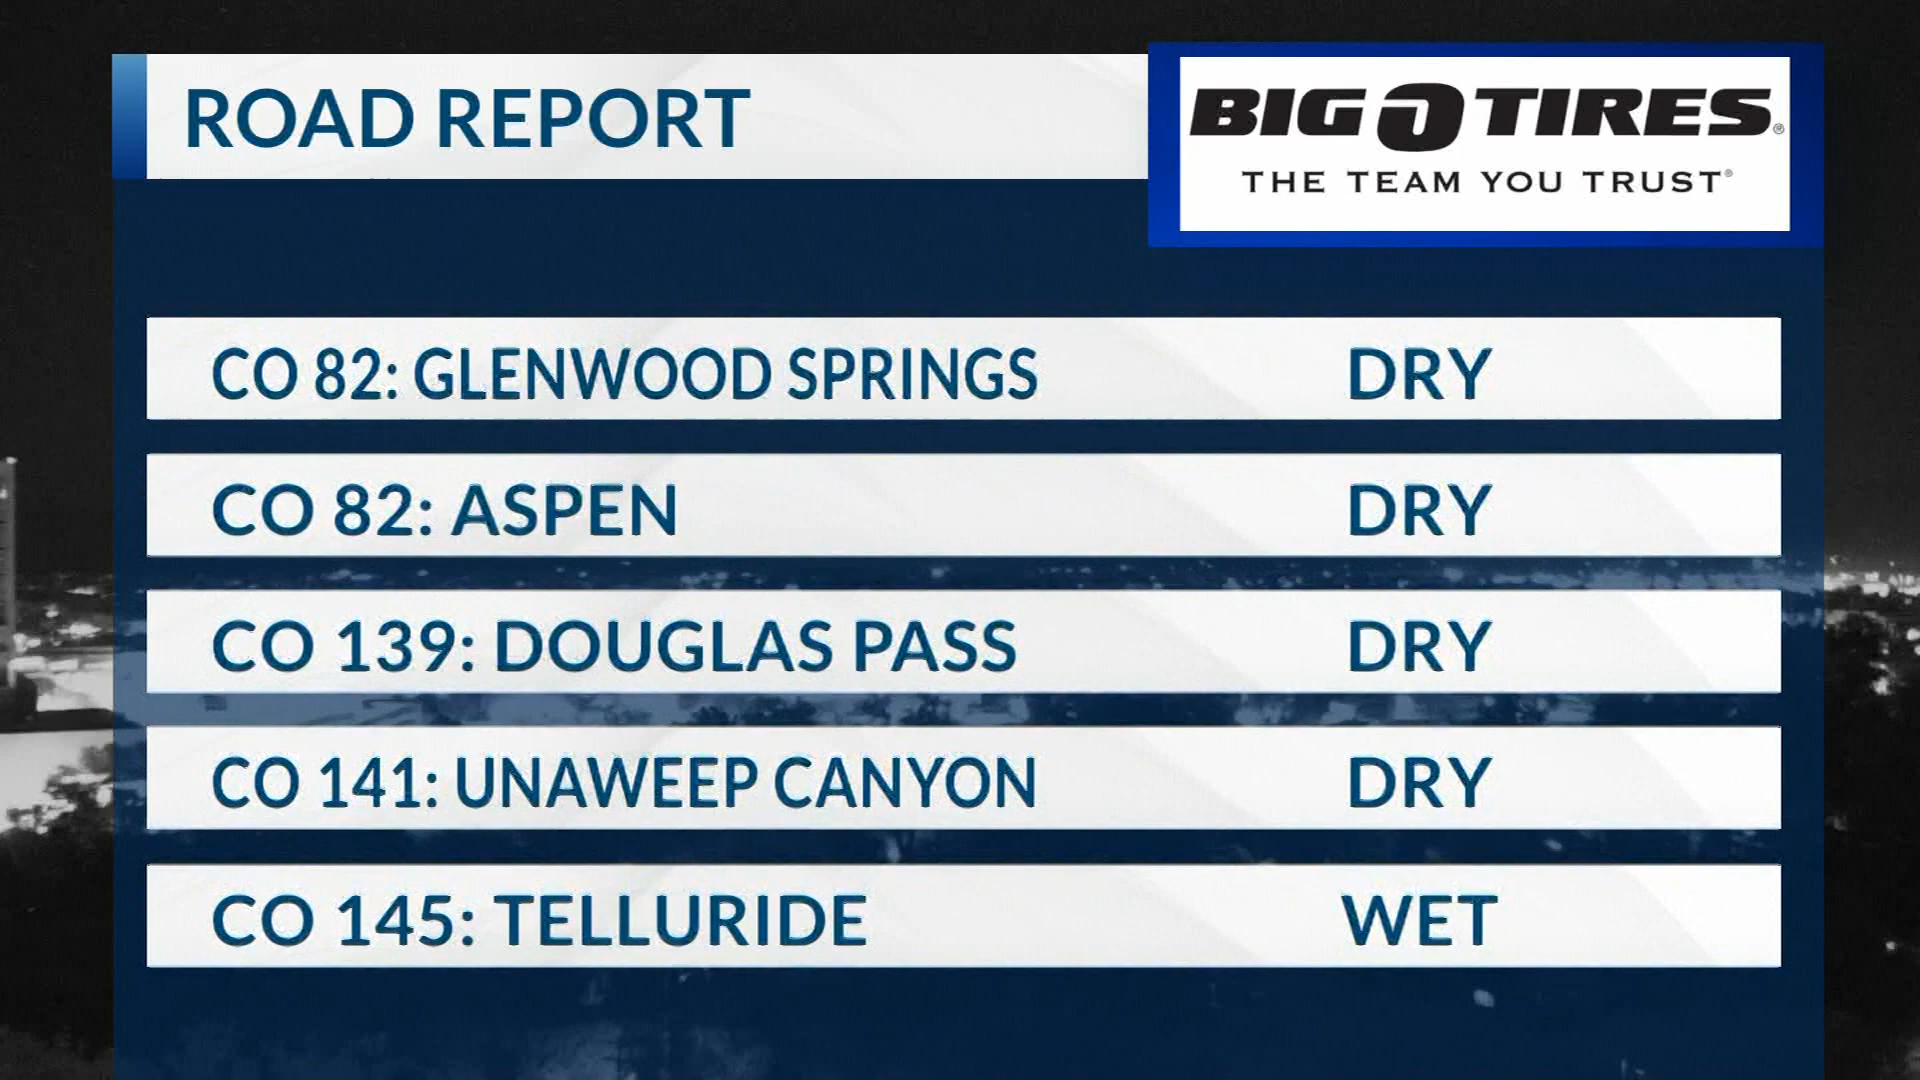 ROAD REPORT
BIG O TIRES®
THE TEAM YOU TRUST®
CO 82: GLENWOOD SPRINGS DRY
CO 82: ASPEN DRY
CO 139: DOUGLAS PASS DRY
CO 141: UNAWEEP CANYON DRY
CO 145: TELLURIDE WET